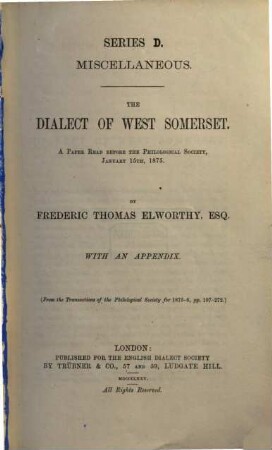 SERIES D.
MISCELLANEOUS.
THE
DIALECT OF WEST SOMERSET.
A PAPER READ BEFORE THE PHILOLOGICAL SOCIETY,
JANUARY 15TH, 1875.
BY
FREDERIC THOMAS ELWORTHY, ESQ.
WITH AN APPENDIX.
[From the Transactions of the Philological Society for 1875-6, pp. 197-272.]
LONDON:
PUBLISHED FOR THE ENGLISH DIALECT SOCIETY
BY TRÜBNER & CO., 57 AND 59, LUDGATE HILL.
MDCCCLXXV.
All Rights Reserved.